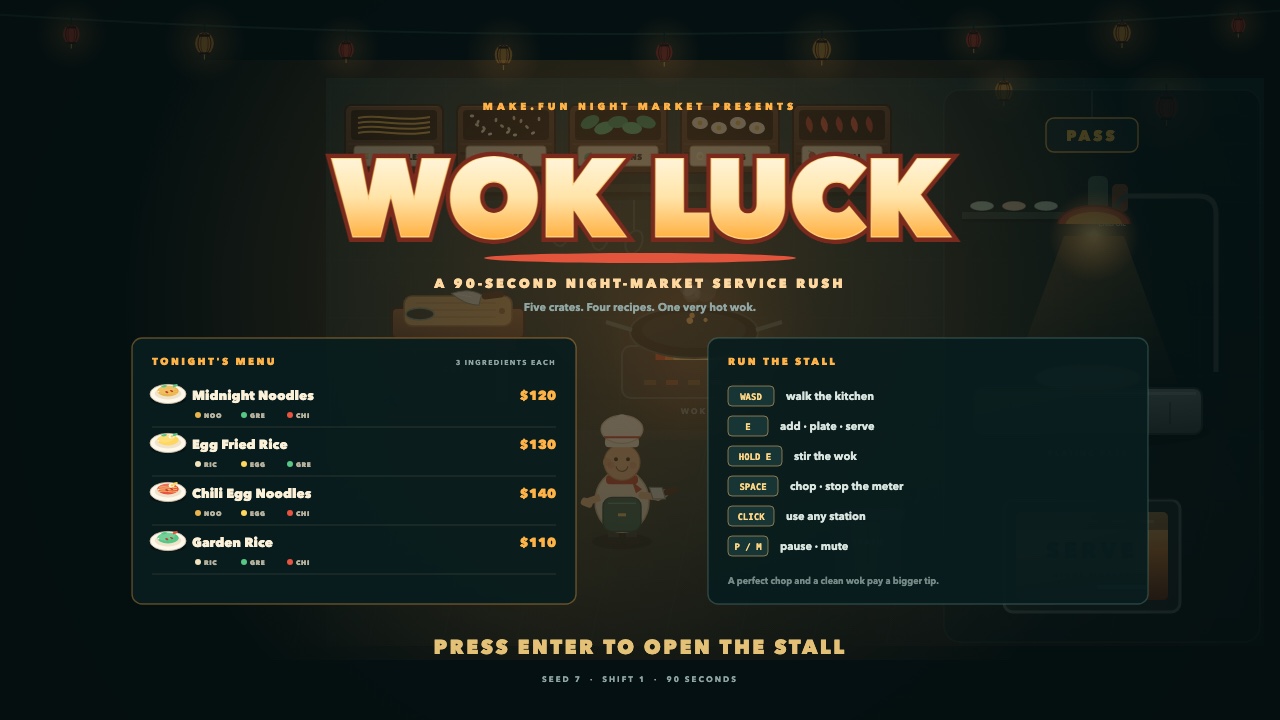 MAKE.FUN NIGHT MARKET PRESENTS
PASS
WOK LUCK
A 90-SECOND NIGHT-MARKET SERVICE RUSH
Five crates. Four recipes. One very hot wok.
TONIGHT'S MENU
3 INGREDIENTS EACH
Midnight Noodles $120
NOO GRE CHI
Egg Fried Rice $130
RIC EGG GRE
Chili Egg Noodles $140
NOO EGG CHI
Garden Rice $110
RIC GRE CHI
WOK
RUN THE STALL
WASD walk the kitchen
E add · plate · serve
HOLD E stir the wok
SPACE chop · stop the meter
CLICK use any station
P / M pause · mute
A perfect chop and a clean wok pay a bigger tip.
SERVE
PRESS ENTER TO OPEN THE STALL
SEED 7 · SHIFT 1 · 90 SECONDS